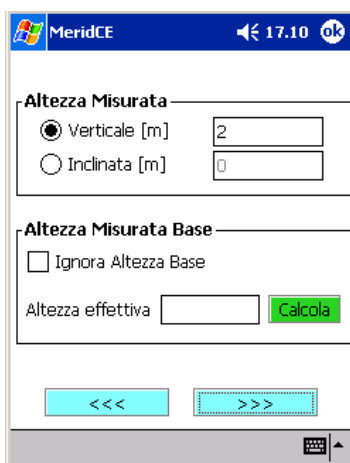 MeridCE 17.10 ok
Altezza Misurata
Verticale [m] 2
Inclinata [m] 0
Altezza Misurata Base
Ignora Altezza Base
Altezza effettiva Calcola
<<< >>>